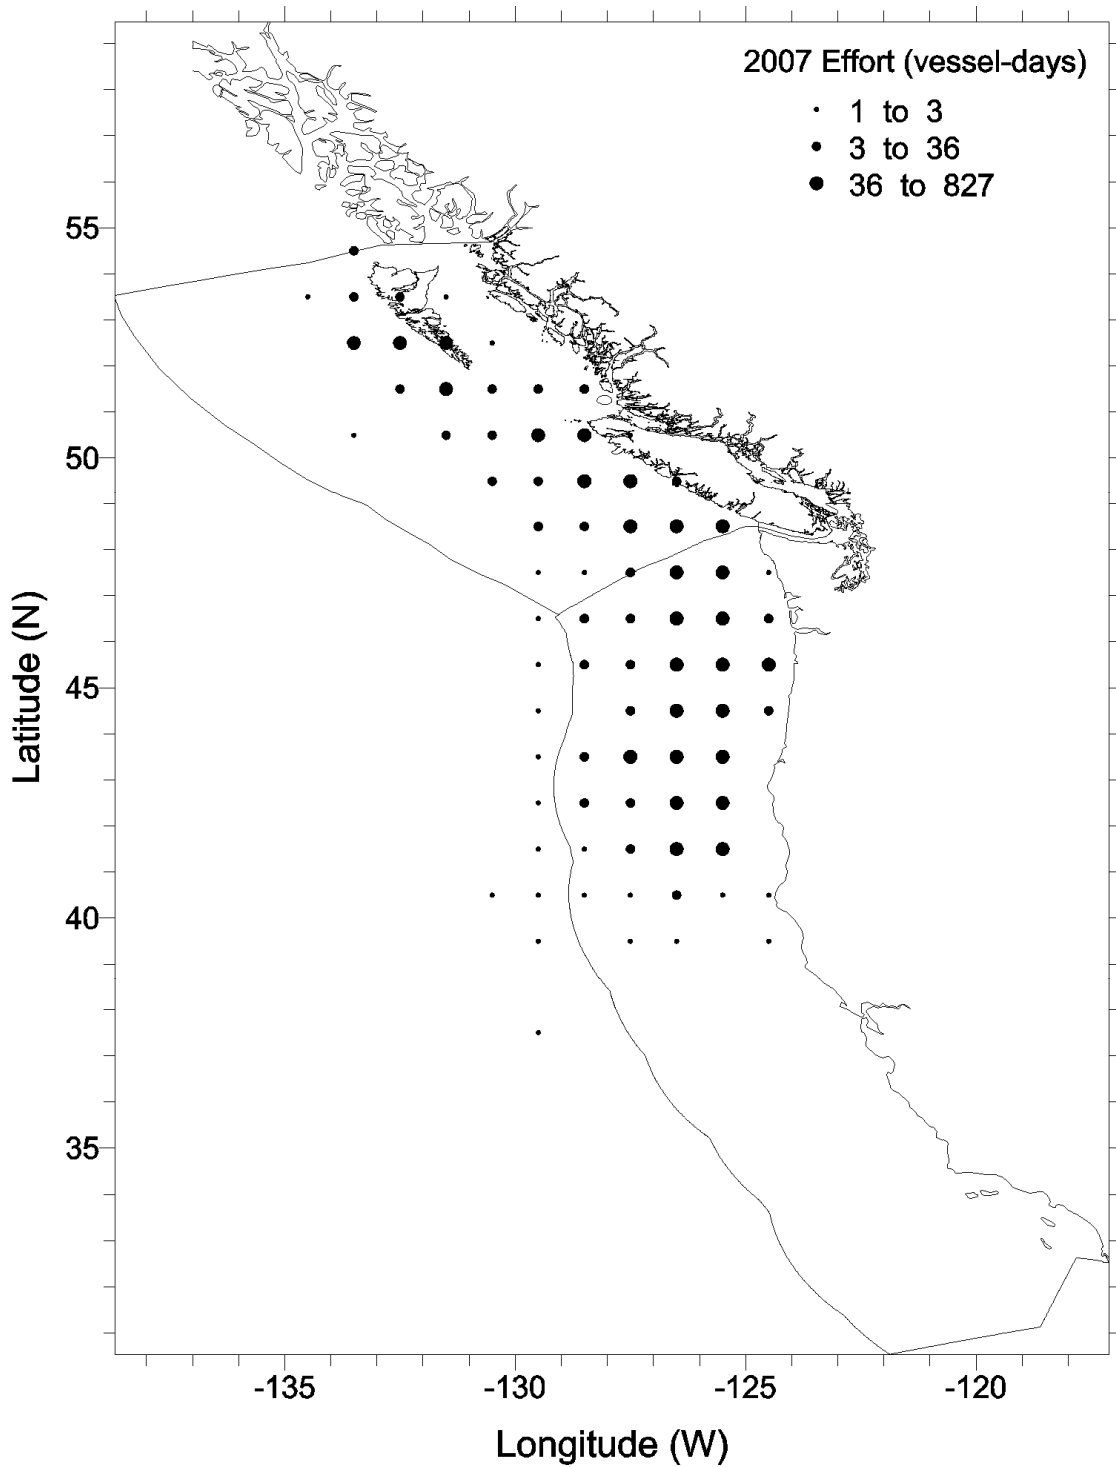 2007 Effort (vessel-days)
1 to 3
3 to 36
36 to 827
55
50
45
40
35
Latitude (N)
-135
-130
-125
-120
Longitude (W)